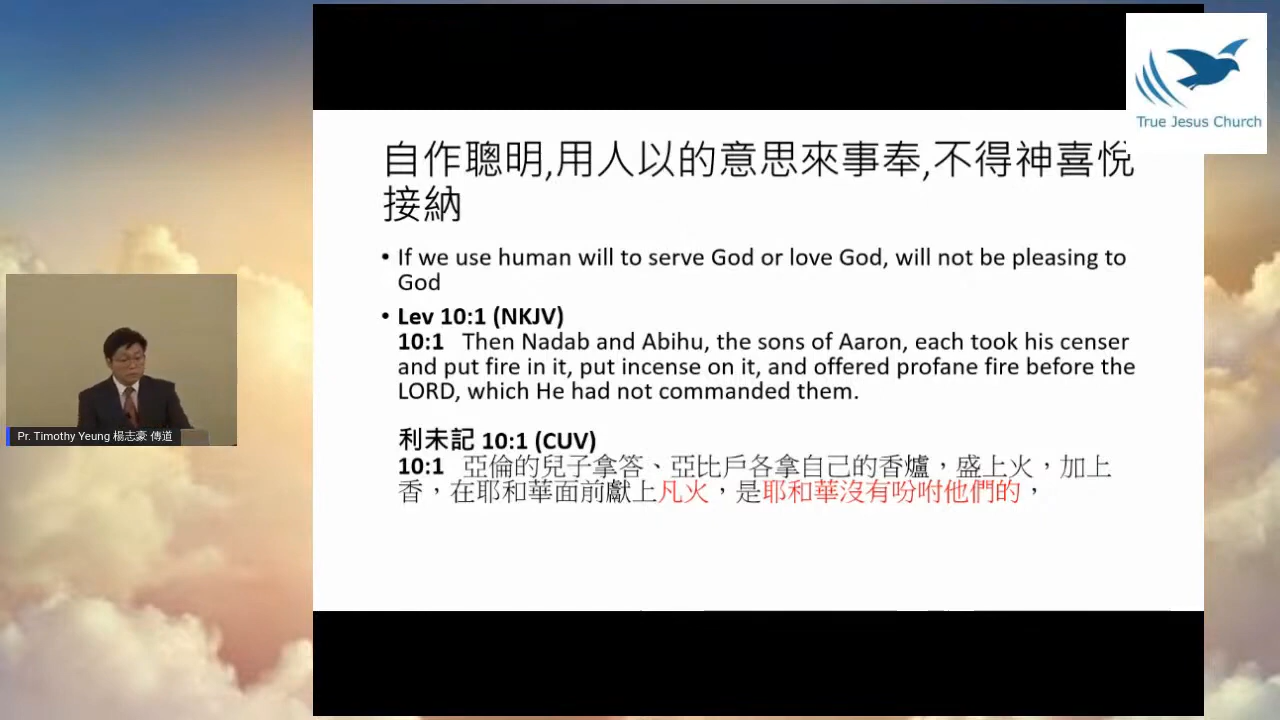 True Jesus Church
自作聰明,用人以的意思來事奉,不得神喜悅
接納
• If we use human will to serve God or love God, will not be pleasing to
God
• Lev 10:1 (NKJV)
10:1 Then Nadab and Abihu, the sons of Aaron, each took his censer
and put fire in it, put incense on it, and offered profane fire before the
LORD, which He had not commanded them.
利未記 10:1 (CUV)
10:1 亞倫的兒子拿答、亞比戶各拿自己的香爐，盛上火，加上
香，在耶和華面前獻上凡火，是耶和華沒有吩咐他們的，
Pr. Timothy Yeung 楊志豪 傳道